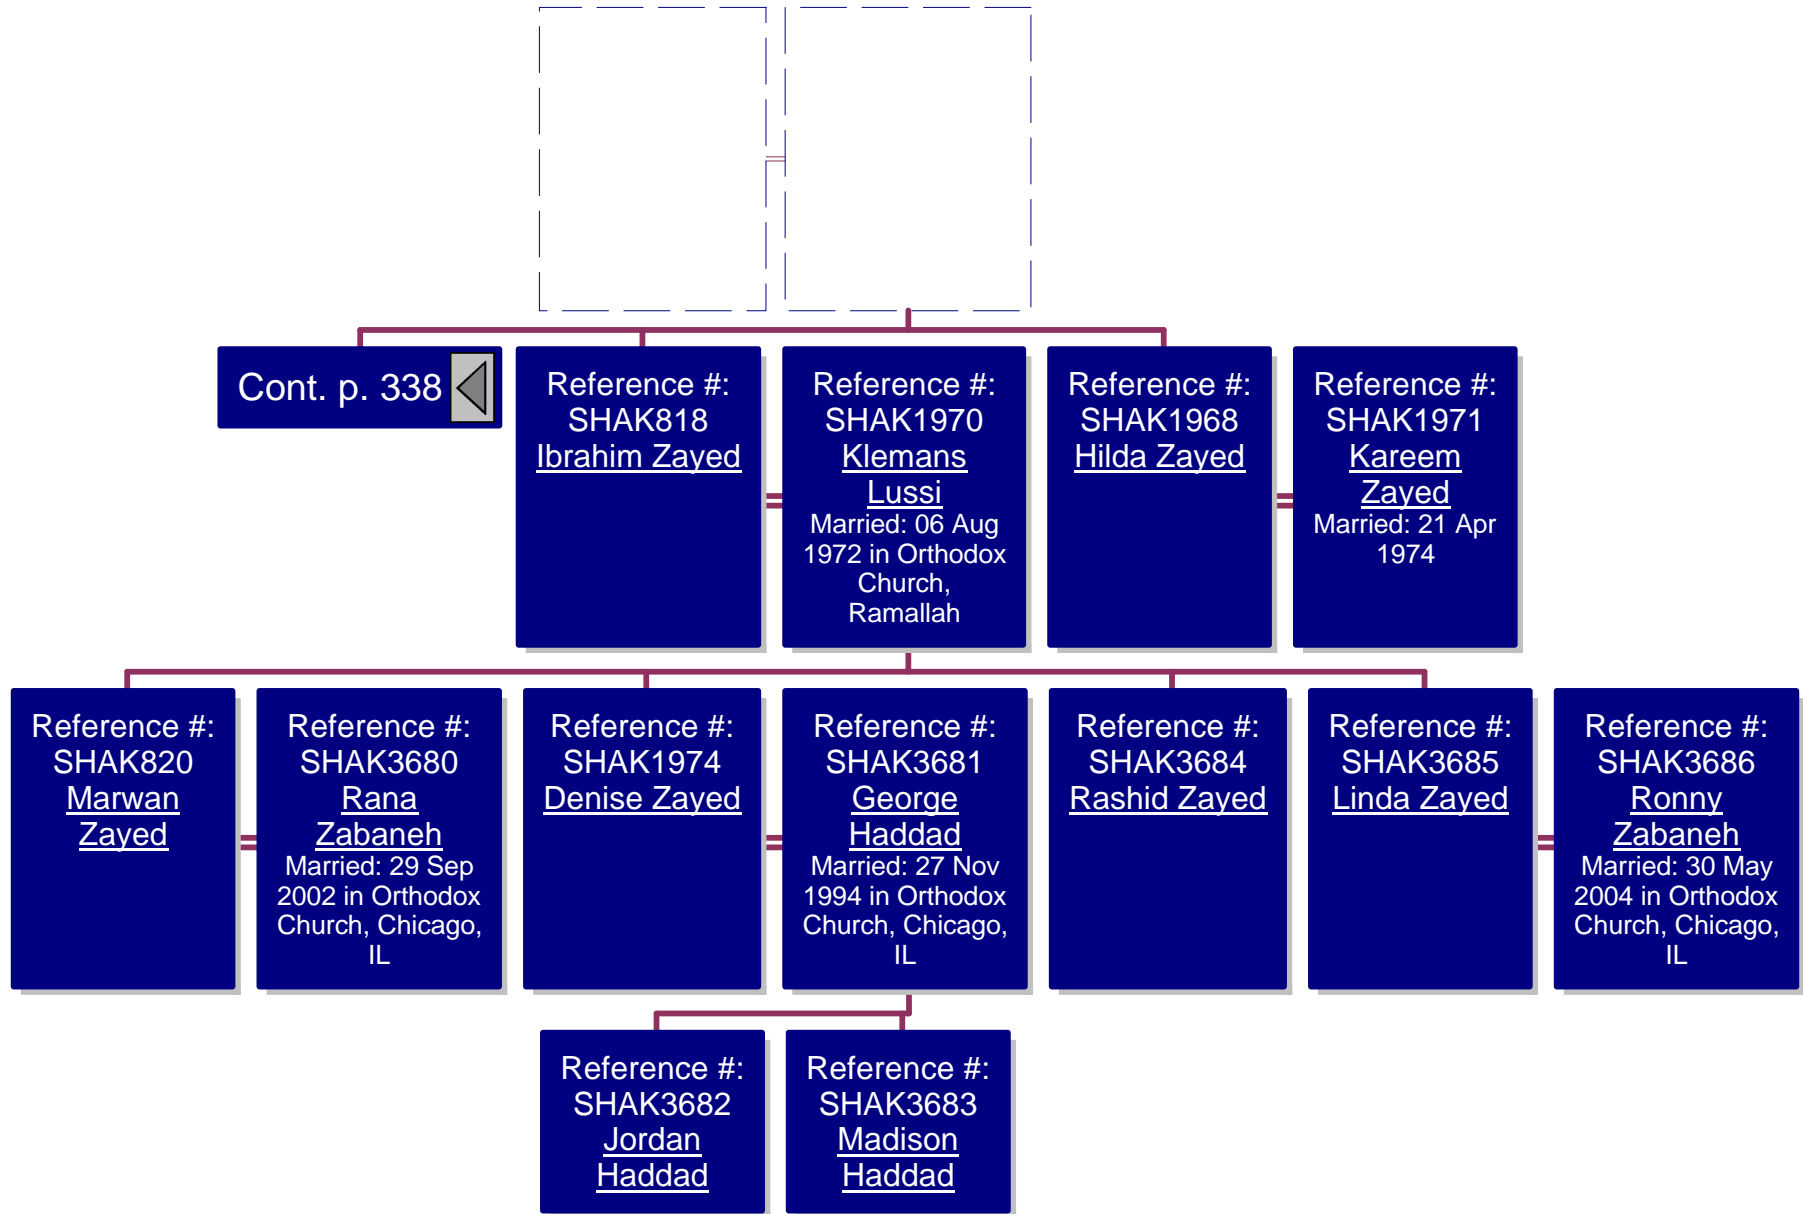 Cont. p. 338
Reference #:
SHAK818
Ibrahim Zayed
Reference #:
SHAK1970
Klemans
Lussi
Married: 06 Aug
1972 in Orthodox
Church,
Ramallah
Reference #:
SHAK1968
Hilda Zayed
Reference #:
SHAK1971
Kareem
Zayed
Married: 21 Apr
1974
Reference #:
SHAK820
Marwan
Zayed
Reference #:
SHAK3680
Rana
Zabaneh
Married: 29 Sep
2002 in Orthodox
Church, Chicago,
IL
Reference #:
SHAK1974
Denise Zayed
Reference #:
SHAK3681
George
Haddad
Married: 27 Nov
1994 in Orthodox
Church, Chicago,
IL
Reference #:
SHAK3684
Rashid Zayed
Reference #:
SHAK3685
Linda Zayed
Reference #:
SHAK3686
Ronny
Zabaneh
Married: 30 May
2004 in Orthodox
Church, Chicago,
IL
Reference #:
SHAK3682
Jordan
Haddad
Reference #:
SHAK3683
Madison
Haddad